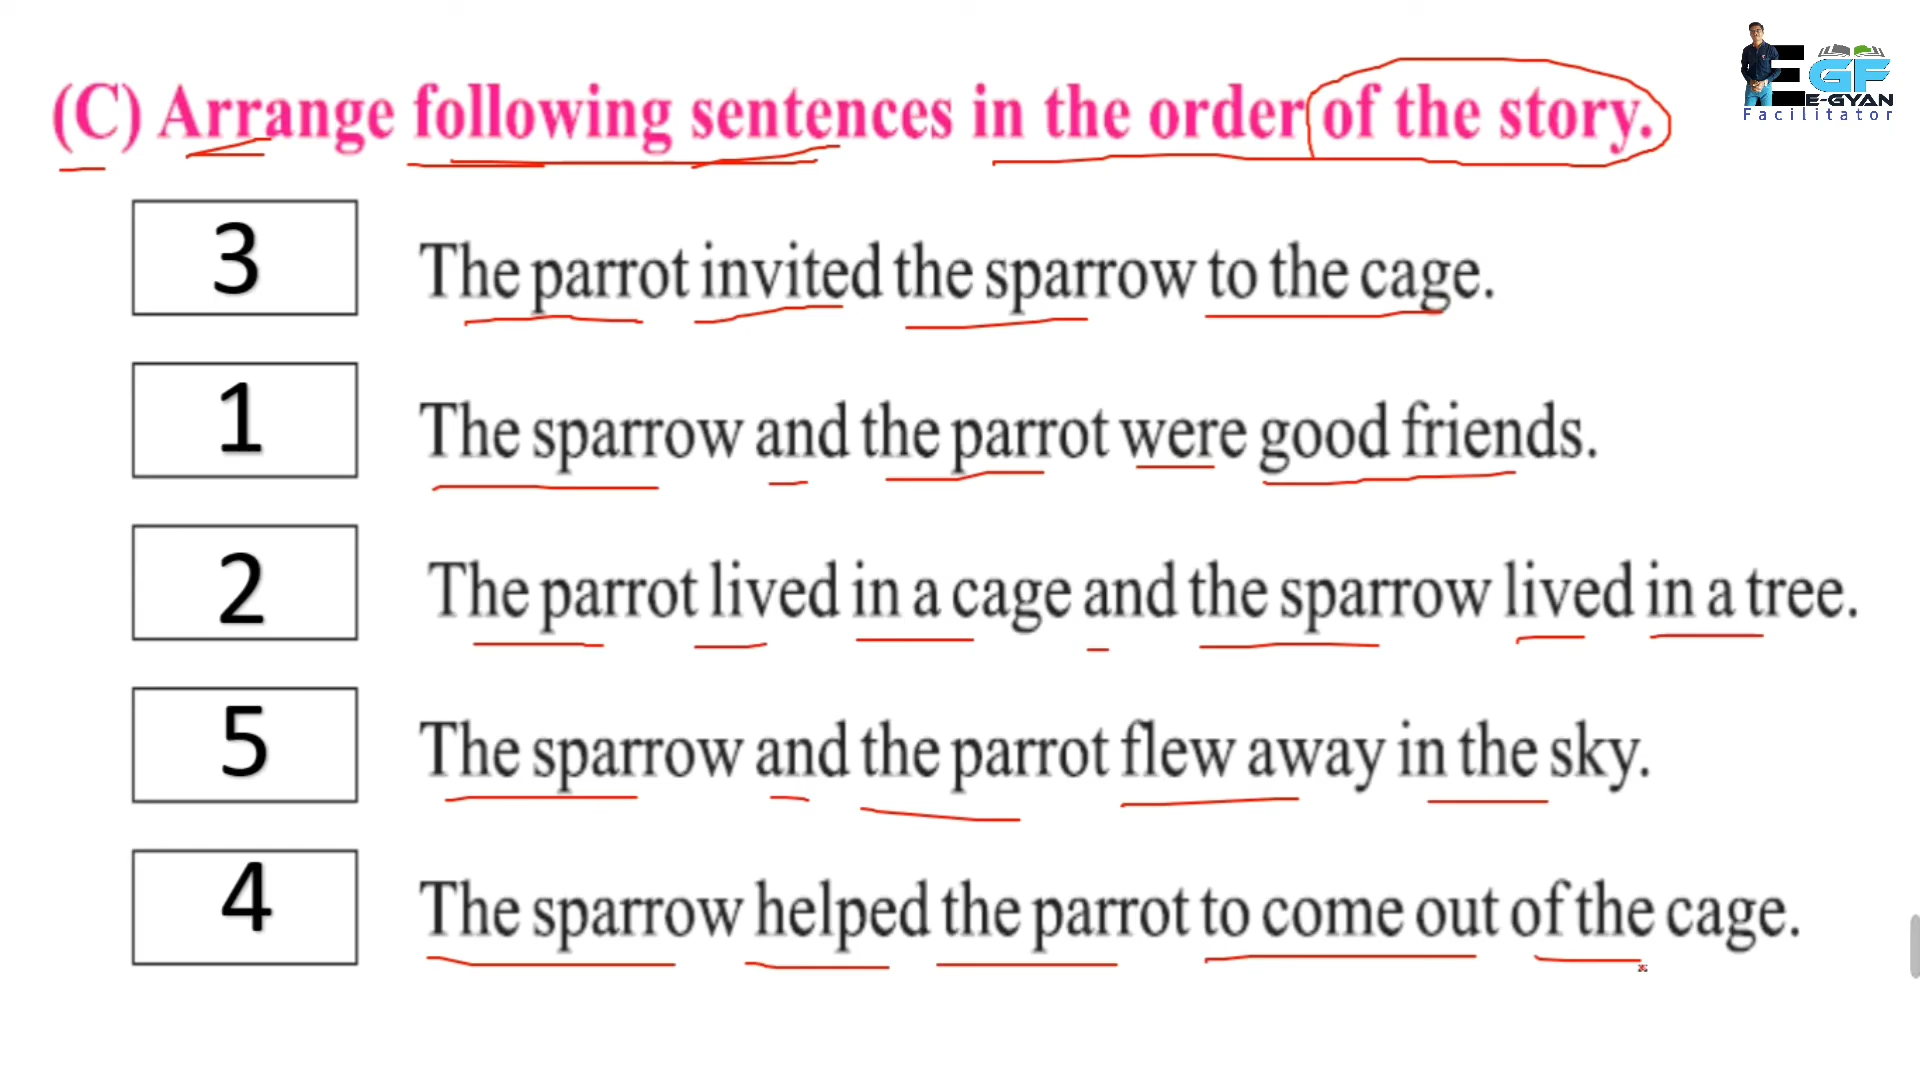 EGF
E-GYAN
Facilitator
(C) Arrange following sentences in the order of the story.
3 The parrot invited the sparrow to the cage.
1 The sparrow and the parrot were good friends.
2 The parrot lived in a cage and the sparrow lived in a tree.
5 The sparrow and the parrot flew away in the sky.
4 The sparrow helped the parrot to come out of the cage.